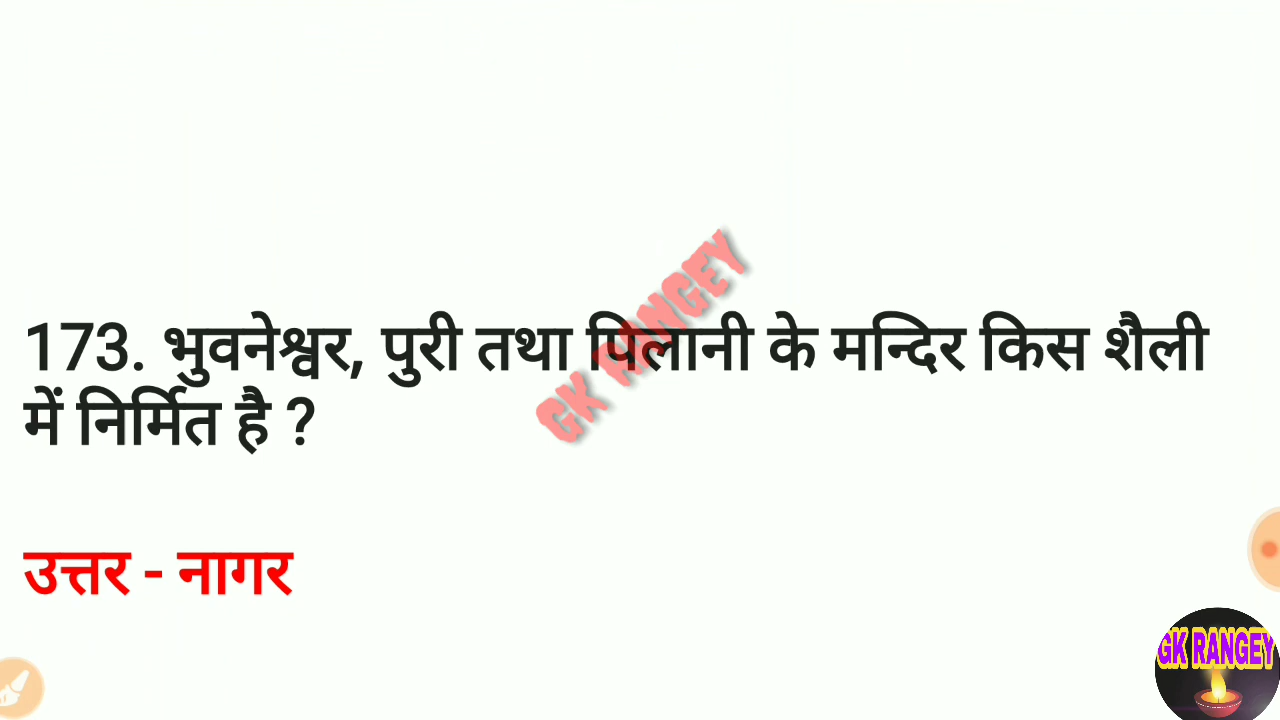 173. भुवनेश्वर, पुरी तथा पिलानी के मन्दिर किस शैली
में निर्मित है ?
GK RANGEY
उत्तर - नागर
GK RANGEY